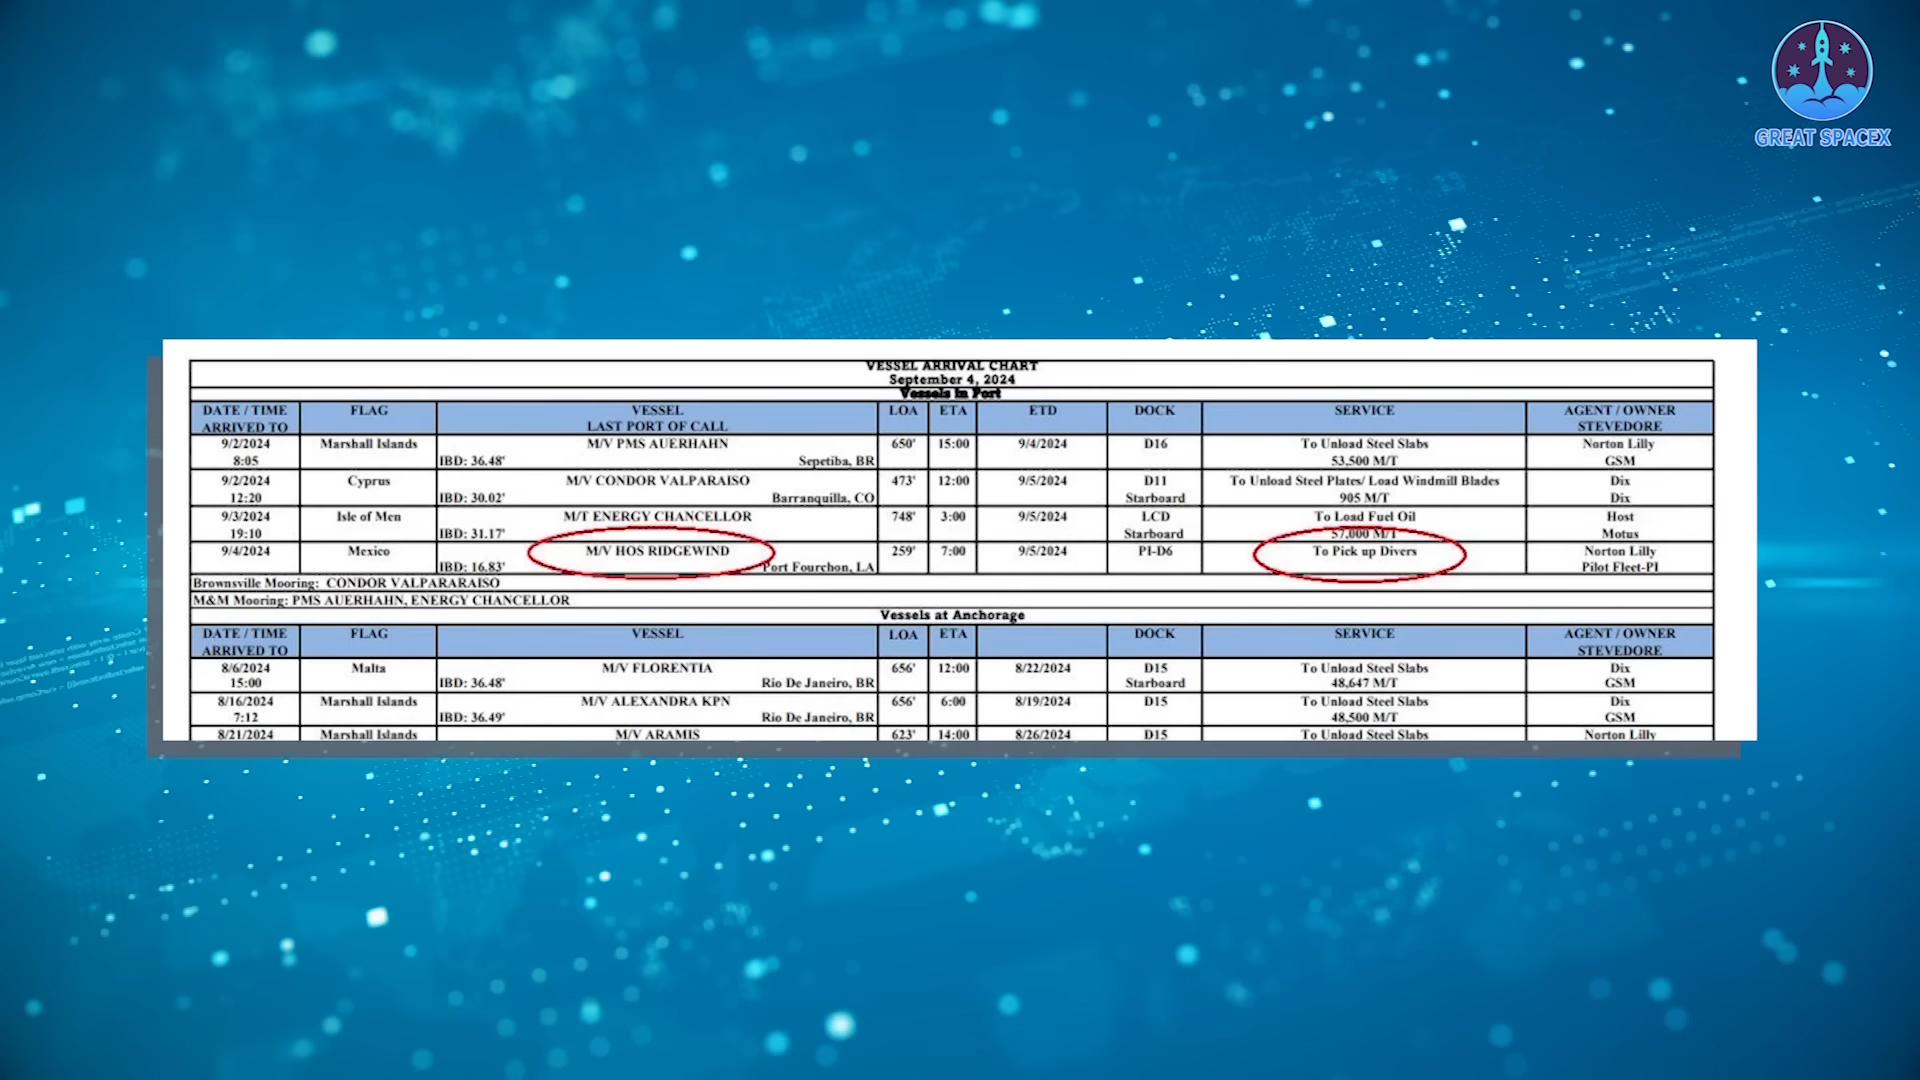 GREAT SPACEX
VESSEL ARRIVAL CHART
September 4, 2024
Vessels in Port
DATE / TIME ARRIVED TO FLAG VESSEL LAST PORT OF CALL LOA ETA ETD DOCK SERVICE AGENT / OWNER STEVEDORE
9/2/2024 Marshall Islands M/V PMS AUERHAHN 650' 15:00 9/4/2024 D16 To Unload Steel Slabs Norton Lilly
8:05 IBD: 36.48' Sepetiba, BR 53,500 M/T GSM
9/2/2024 Cyprus M/V CONDOR VALPARAISO 473' 12:00 9/5/2024 D11 To Unload Steel Plates/ Load Windmill Blades Dix
12:20 IBD: 30.02' Barranquilla, CO Starboard 905 M/T Dix
9/3/2024 Isle of Men M/T ENERGY CHANCELLOR 748' 3:00 9/5/2024 LCD To Load Fuel Oil Host
19:10 IBD: 31.17' Starboard 57,000 M/T Motus
9/4/2024 Mexico M/V HOS RIDGEWIND 259' 7:00 9/5/2024 PI-D6 To Pick up Divers Norton Lilly
IBD: 16.83' Port Fourchon, LA Pilot Fleet-PI
Brownsville Mooring: CONDOR VALPARARAISO
M&M Mooring: PMS AUERHAHN, ENERGY CHANCELLOR
Vessels at Anchorage
DATE / TIME ARRIVED TO FLAG VESSEL LOA ETA DOCK SERVICE AGENT / OWNER STEVEDORE
8/6/2024 Malta M/V FLORENTIA 656' 12:00 8/22/2024 D15 To Unload Steel Slabs Dix
15:00 IBD: 36.48' Rio De Janeiro, BR Starboard 48,647 M/T GSM
8/16/2024 Marshall Islands M/V ALEXANDRA KPN 656' 6:00 8/19/2024 D15 To Unload Steel Slabs Dix
7:12 IBD: 36.49' Rio De Janeiro, BR 48,500 M/T GSM
8/21/2024 Marshall Islands M/V ARAMIS 623' 14:00 8/26/2024 D15 To Unload Steel Slabs Norton Lilly